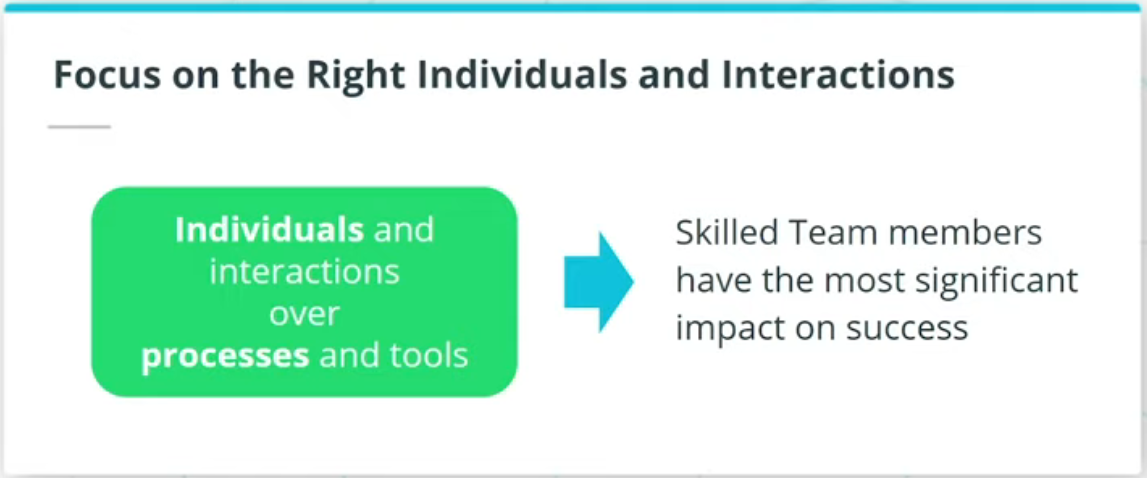 Focus on the Right Individuals and Interactions
Individuals and
interactions
over
processes and tools
Skilled Team members
have the most significant
impact on success